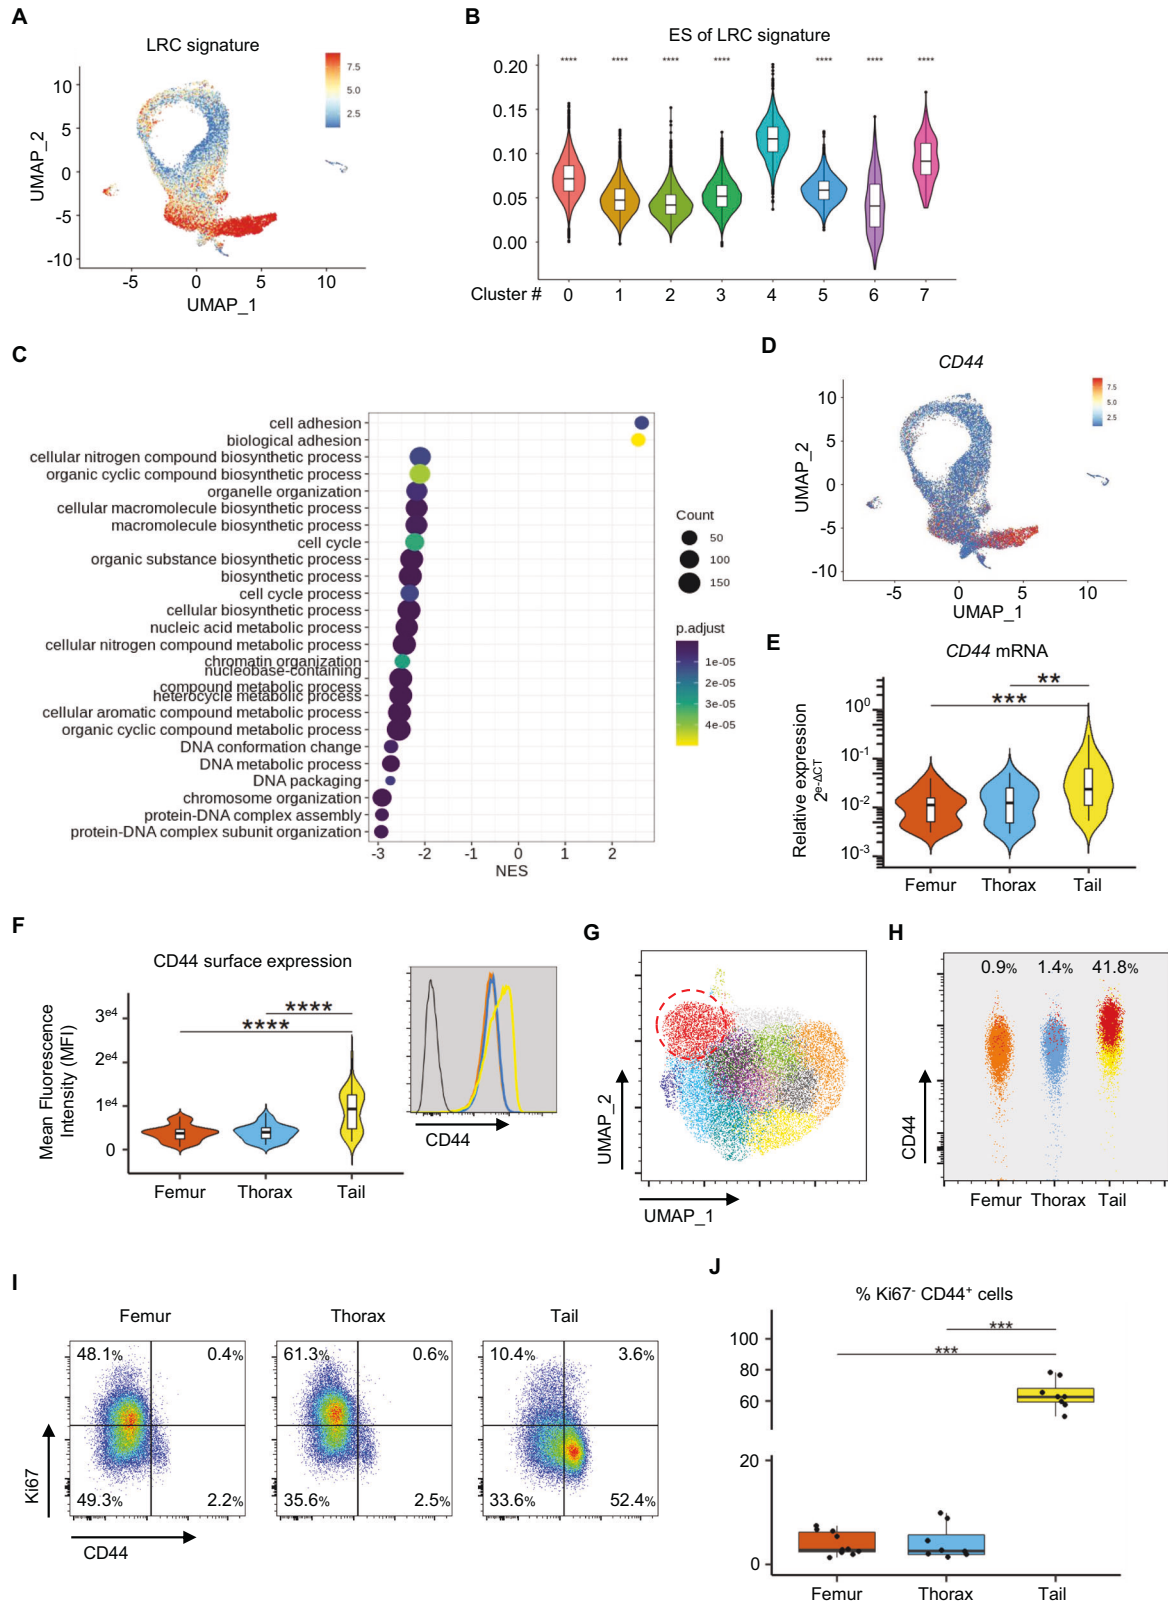 A
LRC signature
7.5
5.0
2.5
10
5
0
-5
-10
UMAP_2
-5 0 5 10
UMAP_1
B
ES of LRC signature
**** **** **** **** **** **** ****
0.20
0.15
0.10
0.05
0.00
Cluster # 0 1 2 3 4 5 6 7
C
cell adhesion
biological adhesion
cellular nitrogen compound biosynthetic process
organic cyclic compound biosynthetic process
organelle organization
cellular macromolecule biosynthetic process
macromolecule biosynthetic process
cell cycle
organic substance biosynthetic process
biosynthetic process
cell cycle process
cellular biosynthetic process
nucleic acid metabolic process
cellular nitrogen compound metabolic process
chromatin organization
nucleobase-containing
compound metabolic process
heterocycle metabolic process
cellular aromatic compound metabolic process
organic cyclic compound metabolic process
DNA conformation change
DNA metabolic process
DNA packaging
chromosome organization
protein-DNA complex assembly
protein-DNA complex subunit organization
-3 -2 -1 0 1 2
NES
Count
50
100
150
p.adjust
1e-05
2e-05
3e-05
4e-05
D
CD44
7.5
5.0
2.5
10
5
0
-5
-10
UMAP_2
-5 0 5 10
UMAP_1
E
CD44 mRNA
**
***
10⁰
10⁻¹
10⁻²
10⁻³
Relative expression
2^e-ΔCT
Femur Thorax Tail
F
CD44 surface expression
****
****
3e⁴
2e⁴
1e⁴
0
Mean Fluorescence
Intensity (MFI)
Femur Thorax Tail
CD44
G
UMAP_2
UMAP_1
H
0.9% 1.4% 41.8%
CD44
Femur Thorax Tail
I
Femur Thorax Tail
48.1% 0.4% 61.3% 0.6% 10.4% 3.6%
49.3% 2.2% 35.6% 2.5% 33.6% 52.4%
Ki67
CD44
J
% Ki67⁻ CD44⁺ cells
***
***
100
80
60
20
0
Femur Thorax Tail